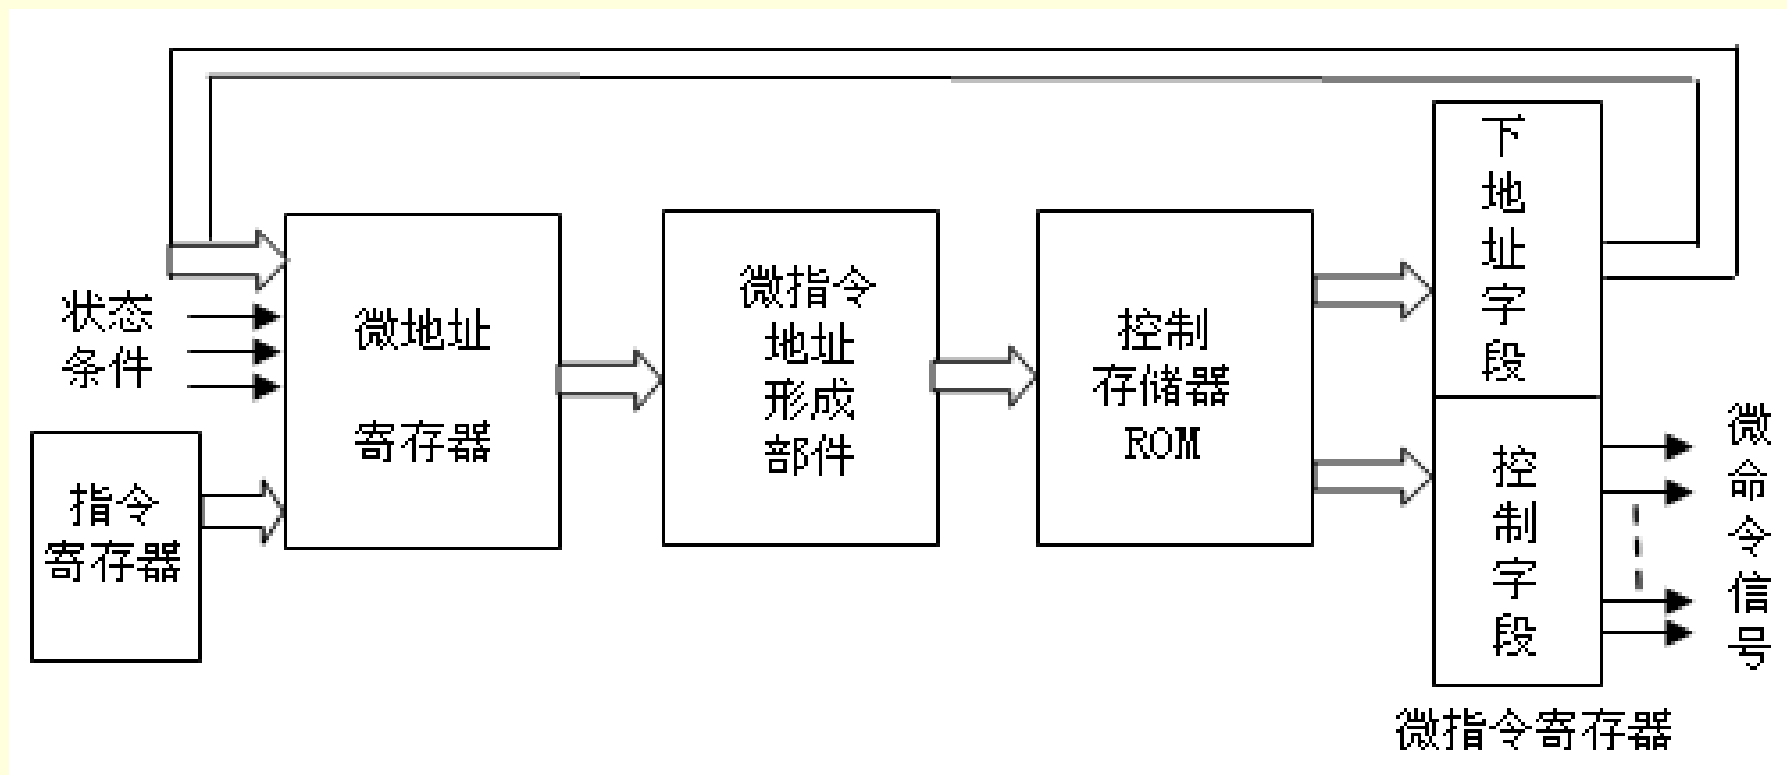 状态
条件
指令
寄存器
微地址
寄存器
微指令
地址
形成
部件
控制
存储器
ROM
下地址字段
控制字段
微指令寄存器
微命令信号